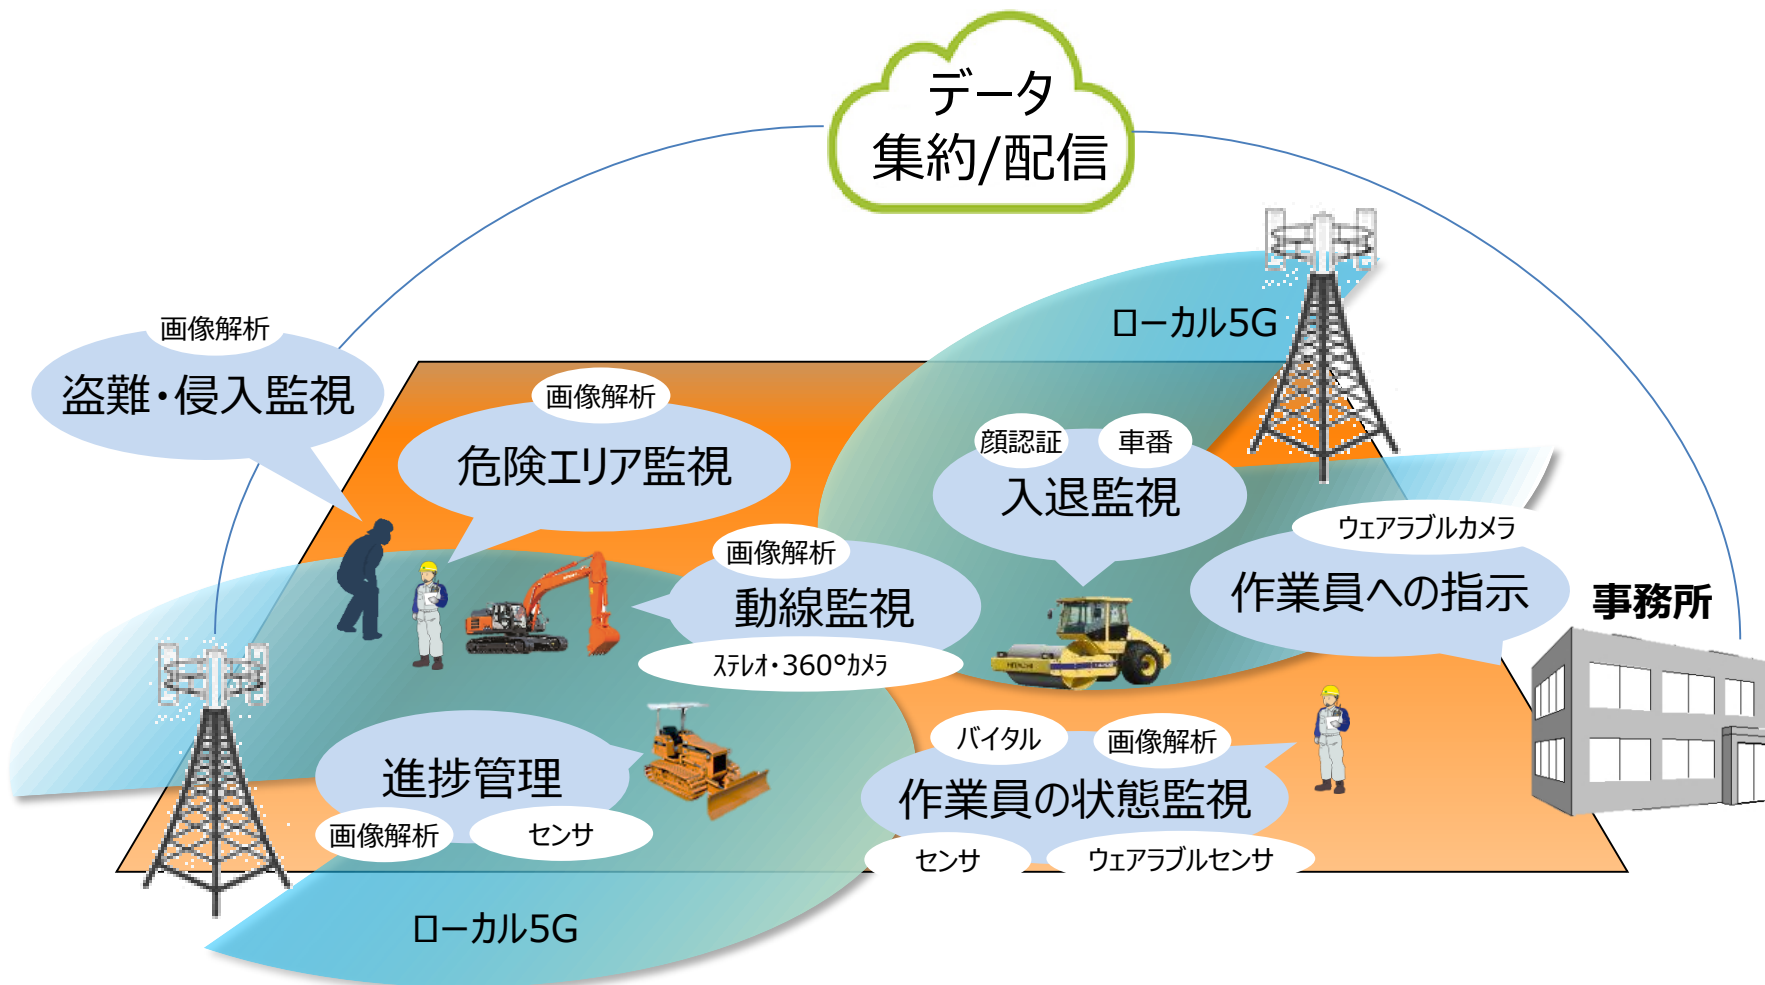 データ
集約/配信
ローカル5G
画像解析
盗難・侵入監視
画像解析
危険エリア監視
顔認証
車番
入退監視
ウェアラブルカメラ
作業員への指示
事務所
画像解析
動線監視
ステレオ・360°カメラ
進捗管理
画像解析
センサ
バイタル
画像解析
作業員の状態監視
センサ
ウェアラブルセンサ
ローカル5G
HITACHI